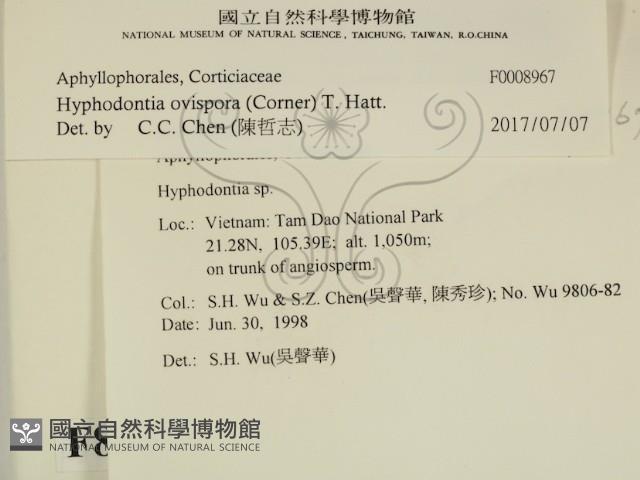 國立自然科學博物館
NATIONAL MUSEUM OF NATURAL SCIENCE, TAICHUNG, TAIWAN, R.O.CHINA
Aphyllophorales, Corticiaceae F0008967
Hyphodontia ovispora (Corner) T. Hatt.
Det. by C.C. Chen (陳哲志) 2017/07/07
Aphyllophorales,
Hyphodontia sp.
Loc.: Vietnam: Tam Dao National Park
21.28N, 105.39E; alt. 1,050m;
on trunk of angiosperm.
Col.: S.H. Wu & S.Z. Chen(吳聲華, 陳秀珍); No. Wu 9806-82
Date: Jun. 30, 1998
Det.: S.H. Wu(吳聲華)
F8
國立自然科學博物館
NATIONAL MUSEUM OF NATURAL SCIENCE